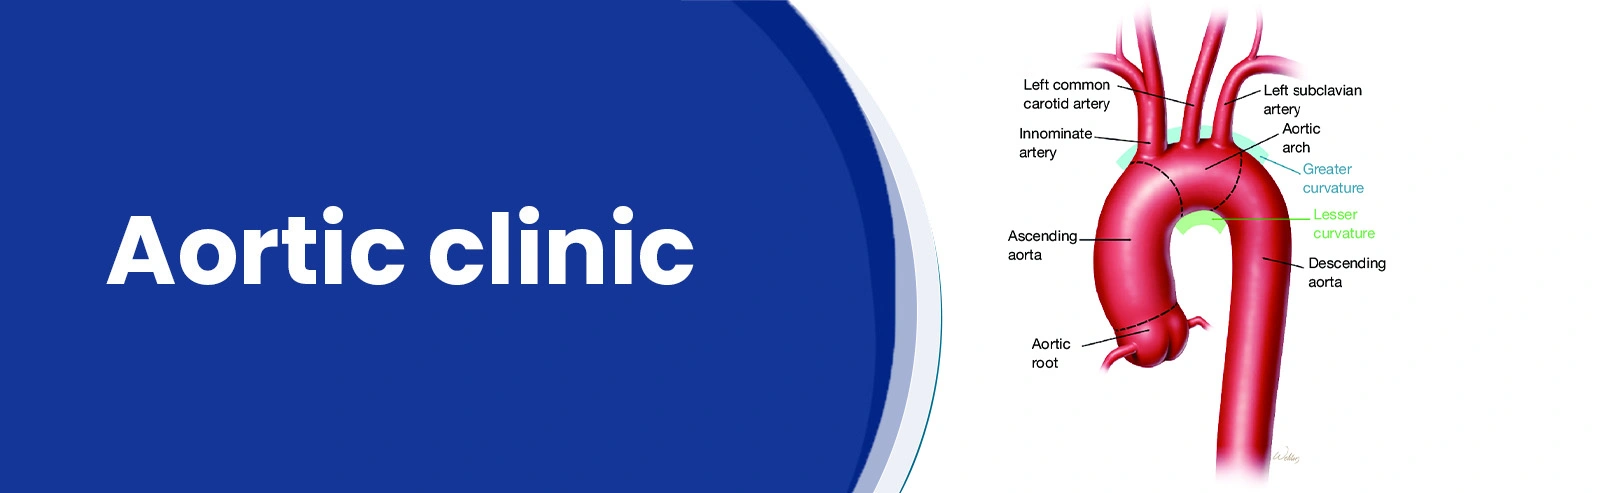 Aortic clinic
Left common
carotid artery
Innominate
artery
Left subclavian
artery
Aortic
arch
Greater
curvature
Lesser
curvature
Ascending
aorta
Descending
aorta
Aortic
root